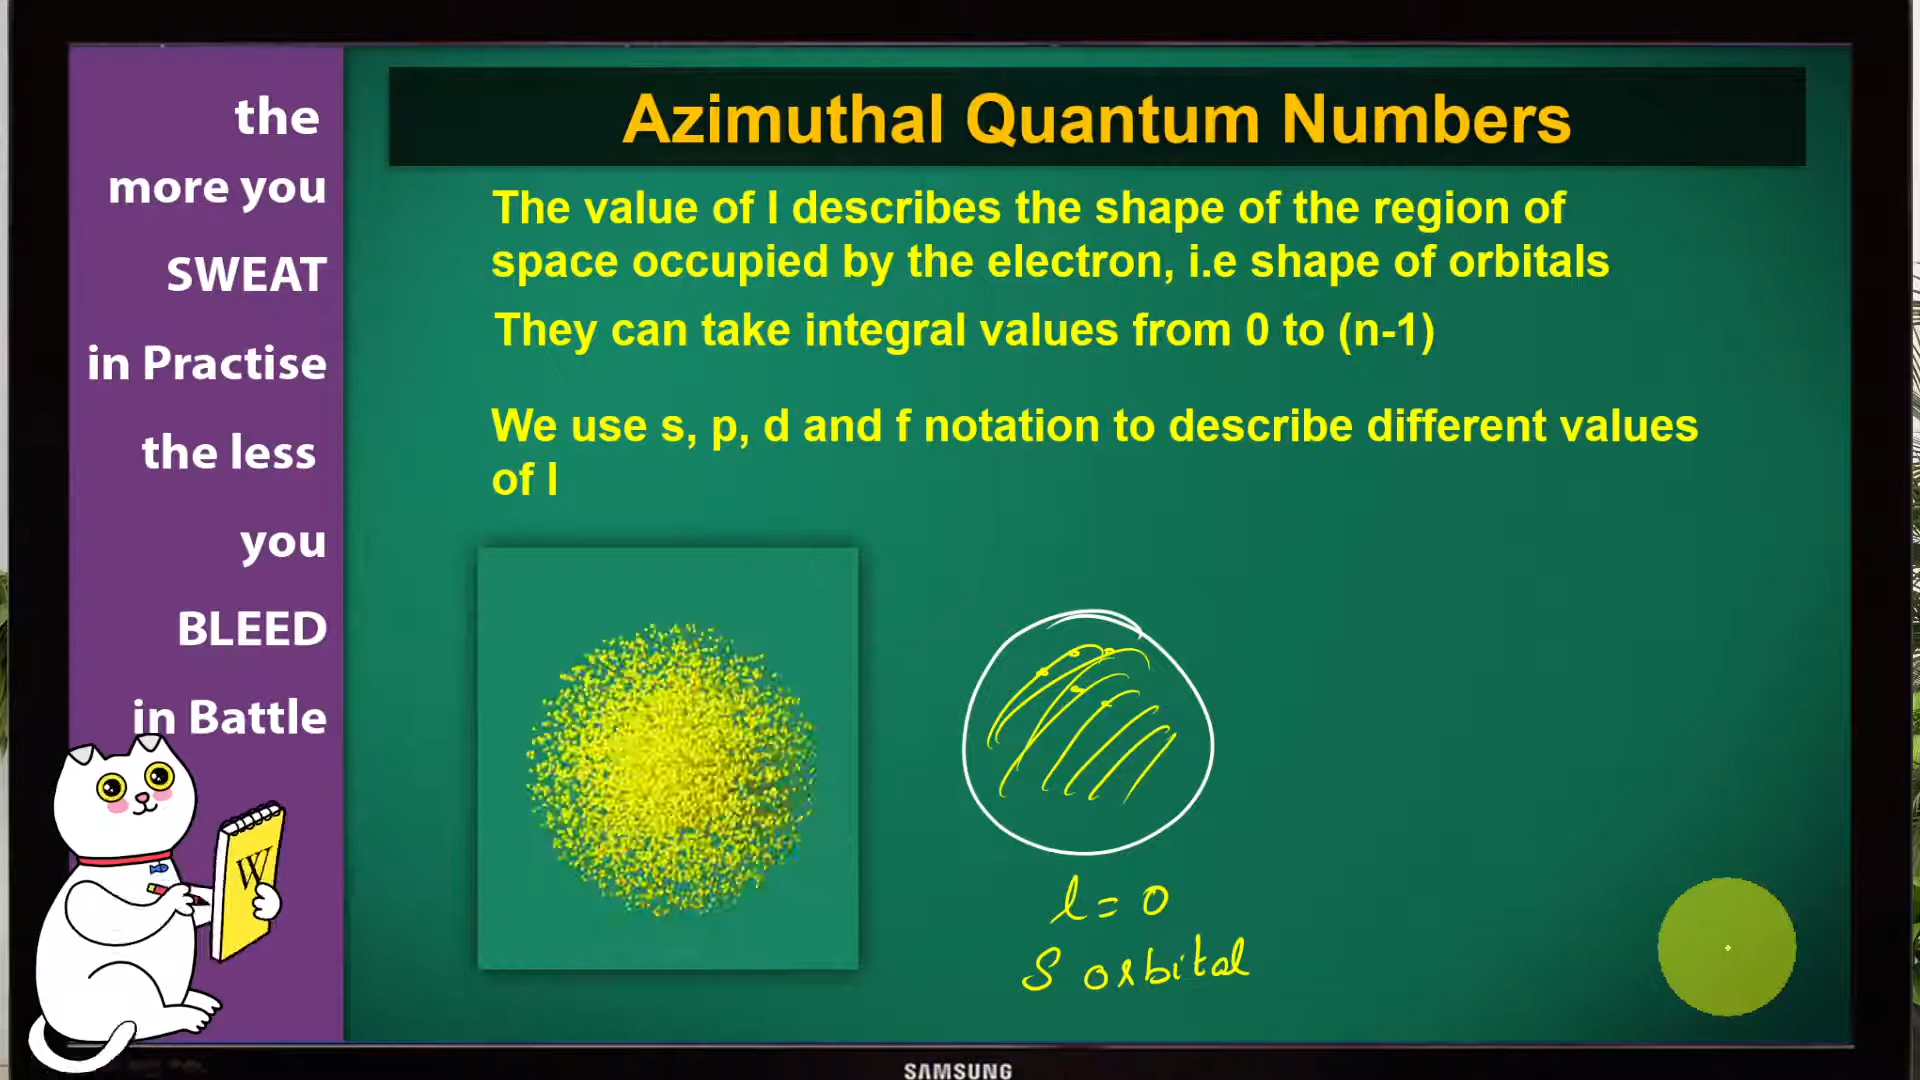 the
more you
SWEAT
in Practise
the less
you
BLEED
in Battle
W
Azimuthal Quantum Numbers
The value of l describes the shape of the region of
space occupied by the electron, i.e shape of orbitals
They can take integral values from 0 to (n-1)
We use s, p, d and f notation to describe different values
of l
l = 0
S orbital
SAMSUNG